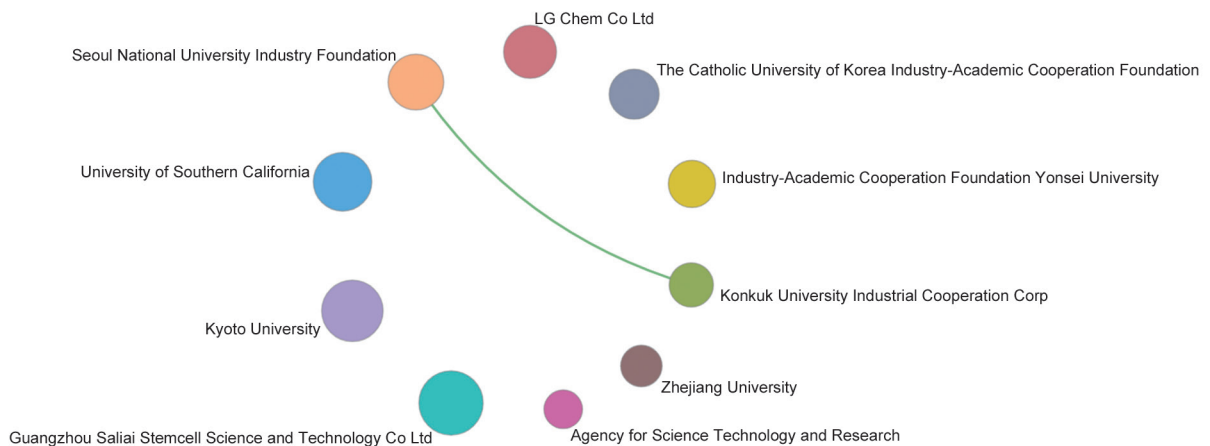 LG Chem Co Ltd
Seoul National University Industry Foundation
The Catholic University of Korea Industry-Academic Cooperation Foundation
University of Southern California
Industry-Academic Cooperation Foundation Yonsei University
Konkuk University Industrial Cooperation Corp
Kyoto University
Zhejiang University
Agency for Science Technology and Research
Guangzhou Saliai Stemcell Science and Technology Co Ltd